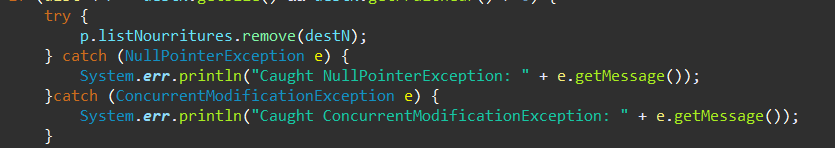 try {
p.listNourritures.remove(destN);
} catch (NullPointerException e) {
System.err.println("Caught NullPointerException: " + e.getMessage());
}catch (ConcurrentModificationException e) {
System.err.println("Caught ConcurrentModificationException: " + e.getMessage());
}